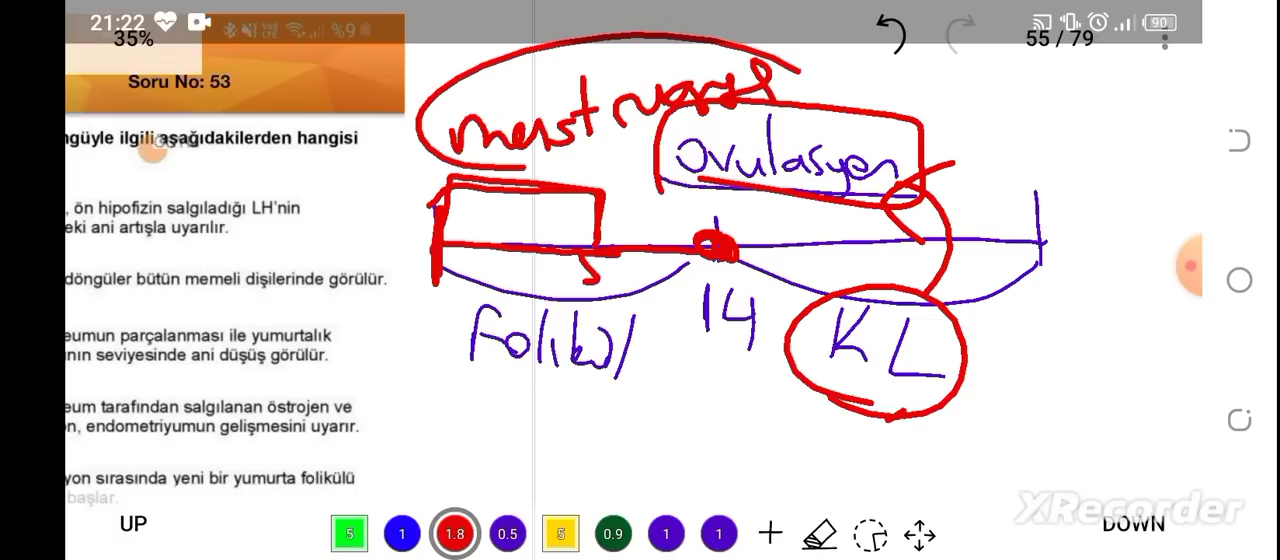 21:22
%9
90
35%
55 / 79
Soru No: 53
ngüyle ilgili aşağıdakilerden hangisi
, ön hipofizin salgıladığı LH'nin
eki ani artışla uyarılır.
döngüler bütün memeli dişilerinde görülür.
eumun parçalanması ile yumurtalık
nın seviyesinde ani düşüş görülür.
eum tarafından salgılanan östrojen ve
n, endometriyumun gelişmesini uyarır.
yon sırasında yeni bir yumurta folikülü
başlar.
ovulasyon
5
14
Folikül
KL
UP
5
1
1.8
0.5
5
0.9
1
1
DOWN
XRecorder